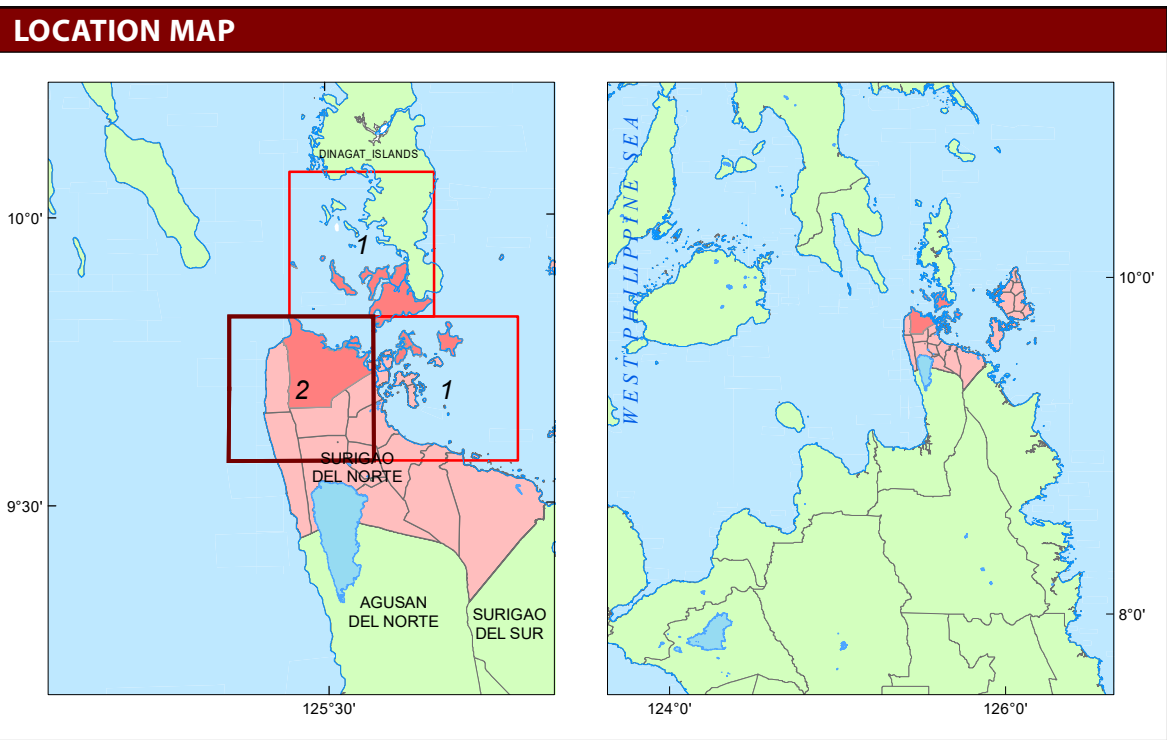 LOCATION MAP
DINAGAT_ISLANDS
10°0'
1
2
1
SURIGAO
DEL NORTE
9°30'
AGUSAN
DEL NORTE
SURIGAO
DEL SUR
125°30'
WEST PHILIPPINE SEA
10°0'
8°0'
124°0'
126°0'